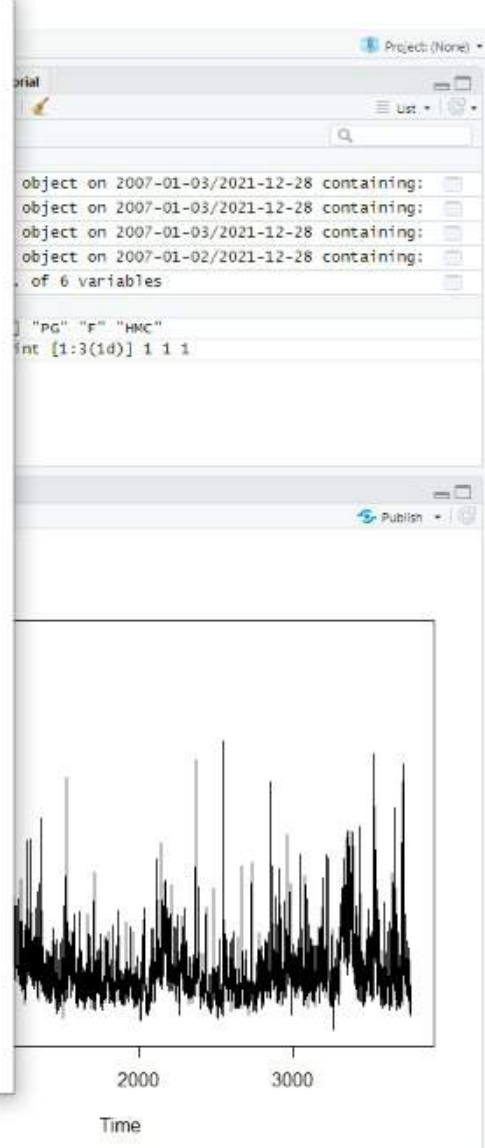 Project: (None)
orial
List
object on 2007-01-03/2021-12-28 containing:
object on 2007-01-03/2021-12-28 containing:
object on 2007-01-03/2021-12-28 containing:
object on 2007-01-02/2021-12-28 containing:
. of 6 variables
] "PG" "F" "HMC"
int [1:3(1d)] 1 1 1
Publish
2000 3000
Time